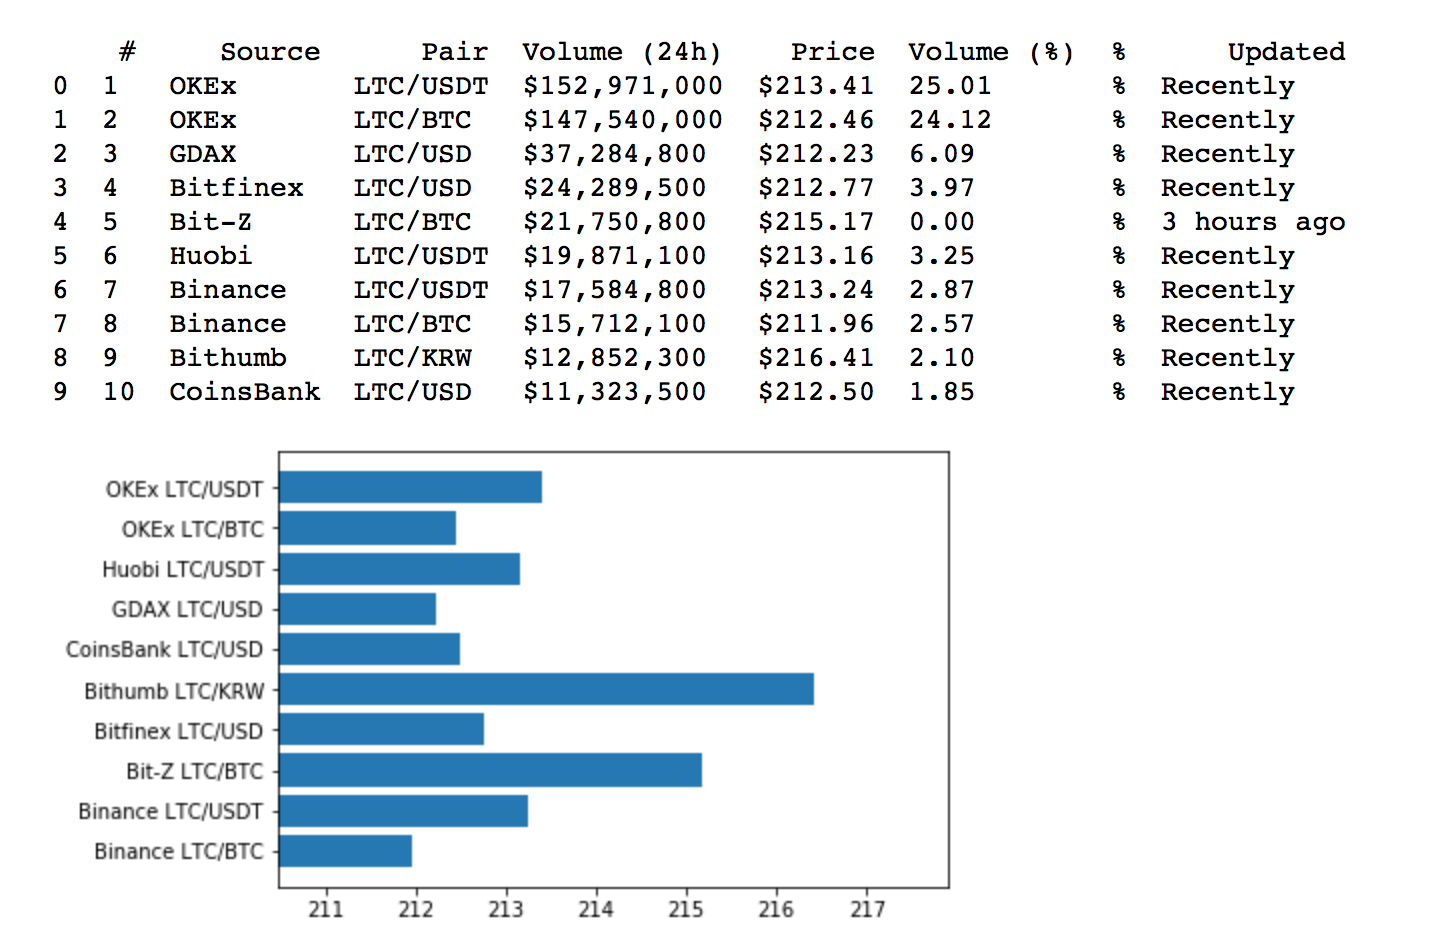 # Source Pair Volume (24h) Price Volume (%) % Updated
0 1 OKEx LTC/USDT $152,971,000 $213.41 25.01 % Recently
1 2 OKEx LTC/BTC $147,540,000 $212.46 24.12 % Recently
2 3 GDAX LTC/USD $37,284,800 $212.23 6.09 % Recently
3 4 Bitfinex LTC/USD $24,289,500 $212.77 3.97 % Recently
4 5 Bit-Z LTC/BTC $21,750,800 $215.17 0.00 % 3 hours ago
5 6 Huobi LTC/USDT $19,871,100 $213.16 3.25 % Recently
6 7 Binance LTC/USDT $17,584,800 $213.24 2.87 % Recently
7 8 Binance LTC/BTC $15,712,100 $211.96 2.57 % Recently
8 9 Bithumb LTC/KRW $12,852,300 $216.41 2.10 % Recently
9 10 CoinsBank LTC/USD $11,323,500 $212.50 1.85 % Recently
OKEx LTC/USDT
OKEx LTC/BTC
Huobi LTC/USDT
GDAX LTC/USD
CoinsBank LTC/USD
Bithumb LTC/KRW
Bitfinex LTC/USD
Bit-Z LTC/BTC
Binance LTC/USDT
Binance LTC/BTC
211 212 213 214 215 216 217